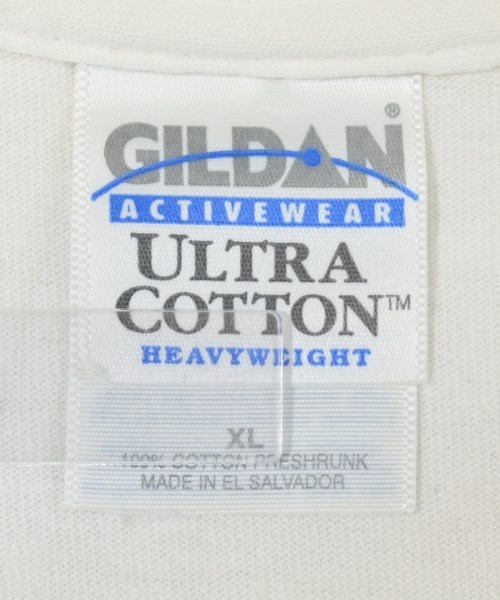 GILDAN®
ACTIVEWEAR
ULTRA
COTTON™
HEAVYWEIGHT
XL
100% COTTON PRESHRUNK
MADE IN EL SALVADOR